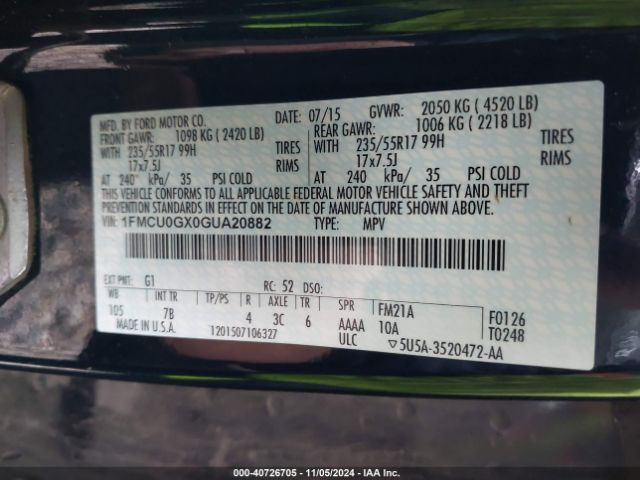 MFD. BY FORD MOTOR CO. DATE: 07/15 GVWR: 2050 KG ( 4520 LB)
FRONT GAWR: 1098 KG ( 2420 LB) REAR GAWR: 1006 KG ( 2218 LB)
WITH 235/55R17 99H TIRES WITH 235/55R17 99H TIRES
17x7.5J RIMS 17x7.5J RIMS
AT 240 kPa/ 35 PSI COLD AT 240 kPa/ 35 PSI COLD
THIS VEHICLE CONFORMS TO ALL APPLICABLE FEDERAL MOTOR VEHICLE SAFETY AND THEFT
PREVENTION STANDARDS IN EFFECT ON THE DATE OF MANUFACTURE SHOWN ABOVE.
VIN: 1FMCU0GX0GUA20882 TYPE: MPV
EXT PNT: G1 RC: 52 DSO:
WB INT TR TP/PS R AXLE TR SPR FM21A F0126
105 7B 4 3C 6 AAAA 10A T0248
MADE IN U.S.A. 1201507106327 ULC ▽5U5A-3520472-AA
000-40726705 - 11/05/2024 - IAA Inc.